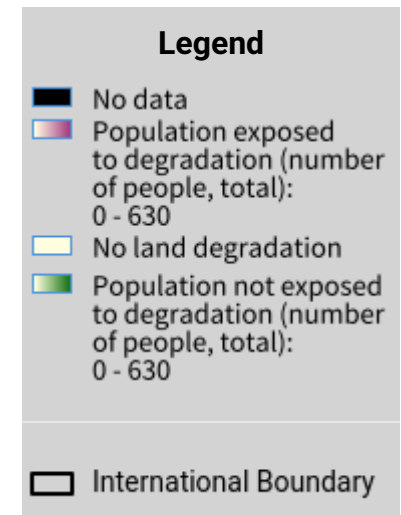 Legend
No data
Population exposed
to degradation (number
of people, total):
0 - 630
No land degradation
Population not exposed
to degradation (number
of people, total):
0 - 630
International Boundary